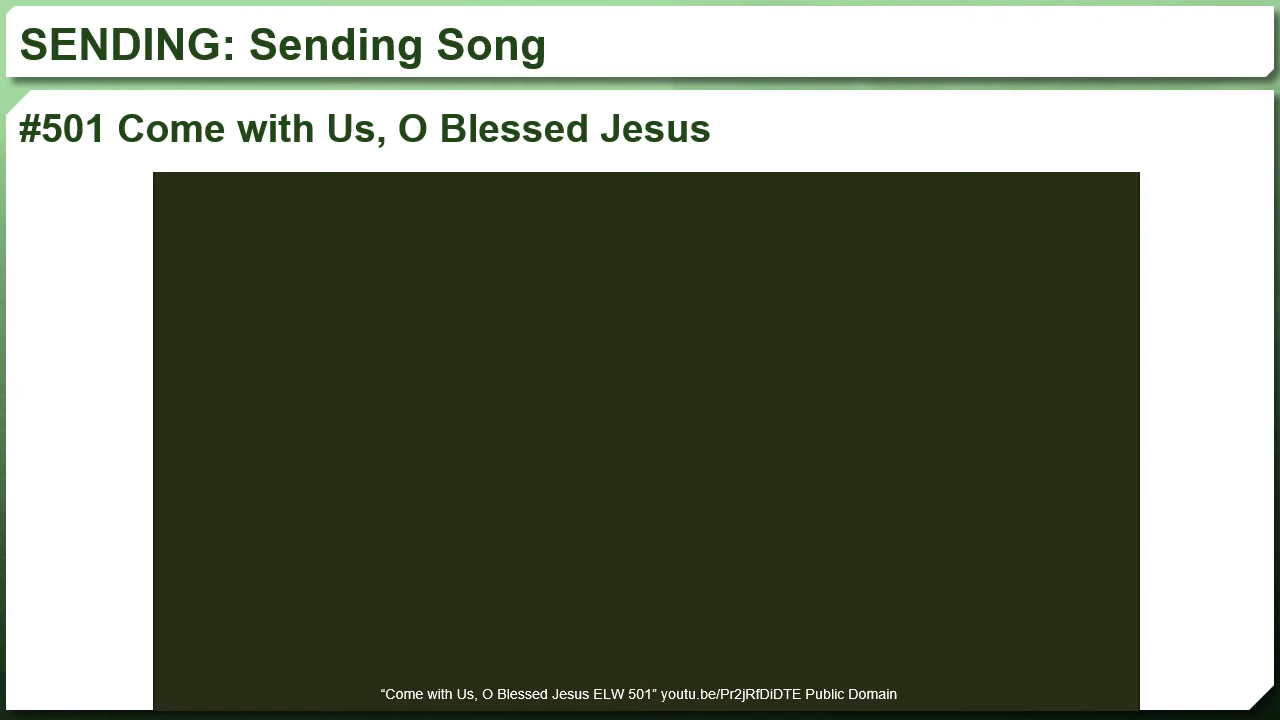 SENDING: Sending Song
#501 Come with Us, O Blessed Jesus
“Come with Us, O Blessed Jesus ELW 501” youtu.be/Pr2jRfDiDTE Public Domain